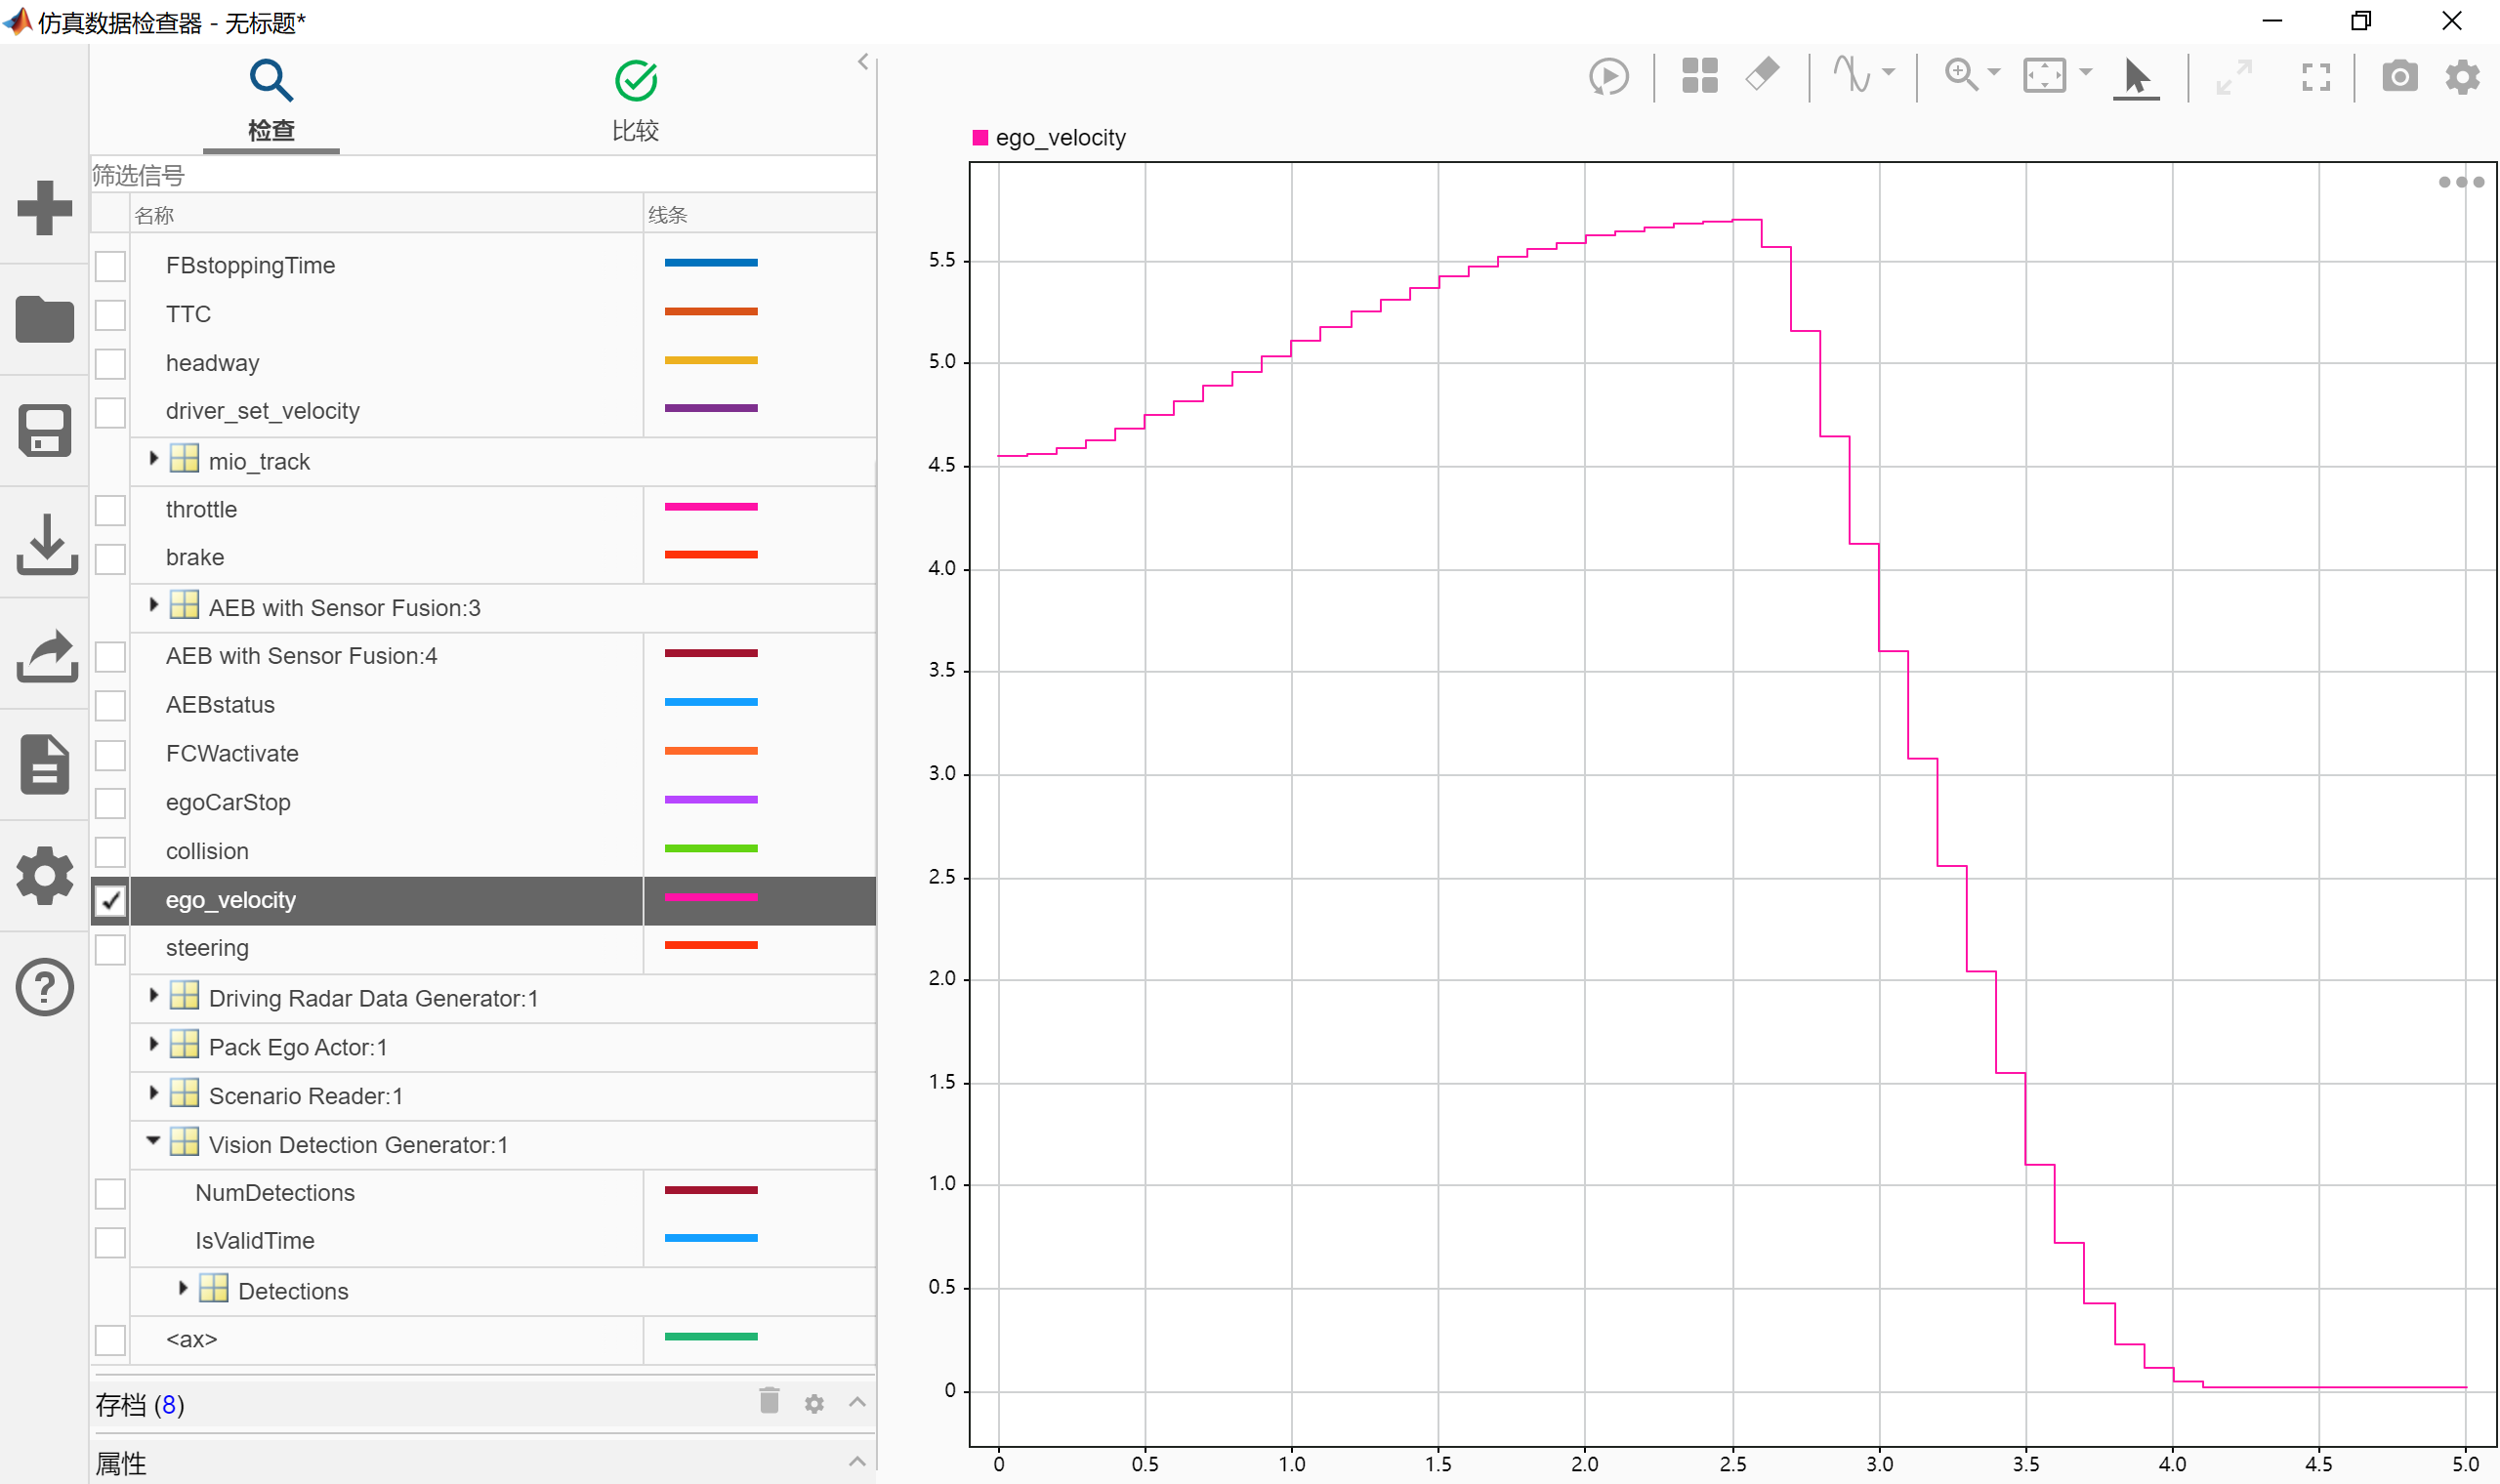 仿真数据检查器 - 无标题*
检查
比较
筛选信号
名称 线条
FBstoppingTime
TTC
headway
driver_set_velocity
mio_track
throttle
brake
AEB with Sensor Fusion:3
AEB with Sensor Fusion:4
AEBstatus
FCWactivate
egoCarStop
collision
ego_velocity
steering
Driving Radar Data Generator:1
Pack Ego Actor:1
Scenario Reader:1
Vision Detection Generator:1
NumDetections
IsValidTime
Detections
<ax>
存档 (8)
属性
ego_velocity
5.5
5.0
4.5
4.0
3.5
3.0
2.5
2.0
1.5
1.0
0.5
0
0 0.5 1.0 1.5 2.0 2.5 3.0 3.5 4.0 4.5 5.0